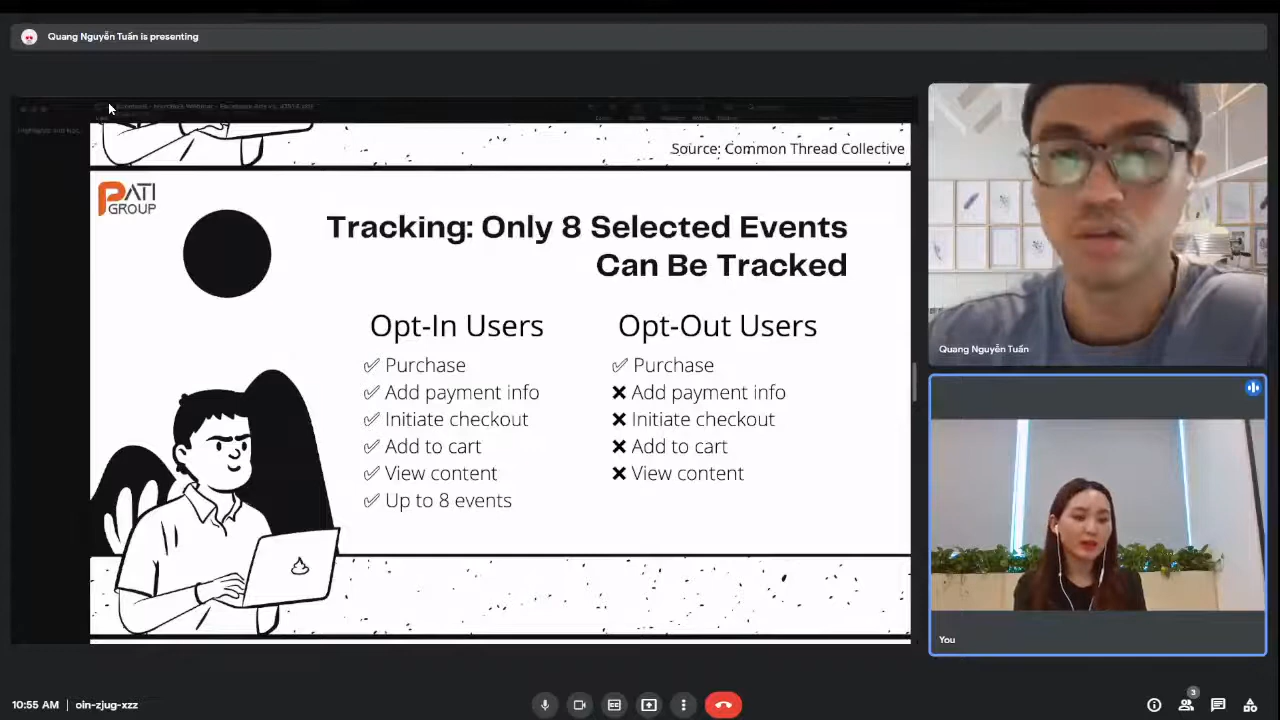 Quang Nguyễn Tuấn is presenting
Source: Common Thread Collective
PATI
GROUP
Tracking: Only 8 Selected Events
Can Be Tracked
Opt-In Users
✅ Purchase
✅ Add payment info
✅ Initiate checkout
✅ Add to cart
✅ View content
✅ Up to 8 events
Opt-Out Users
✅ Purchase
❌ Add payment info
❌ Initiate checkout
❌ Add to cart
❌ View content
Quang Nguyễn Tuấn
You
10:55 AM | oin-zjug-xzz
3